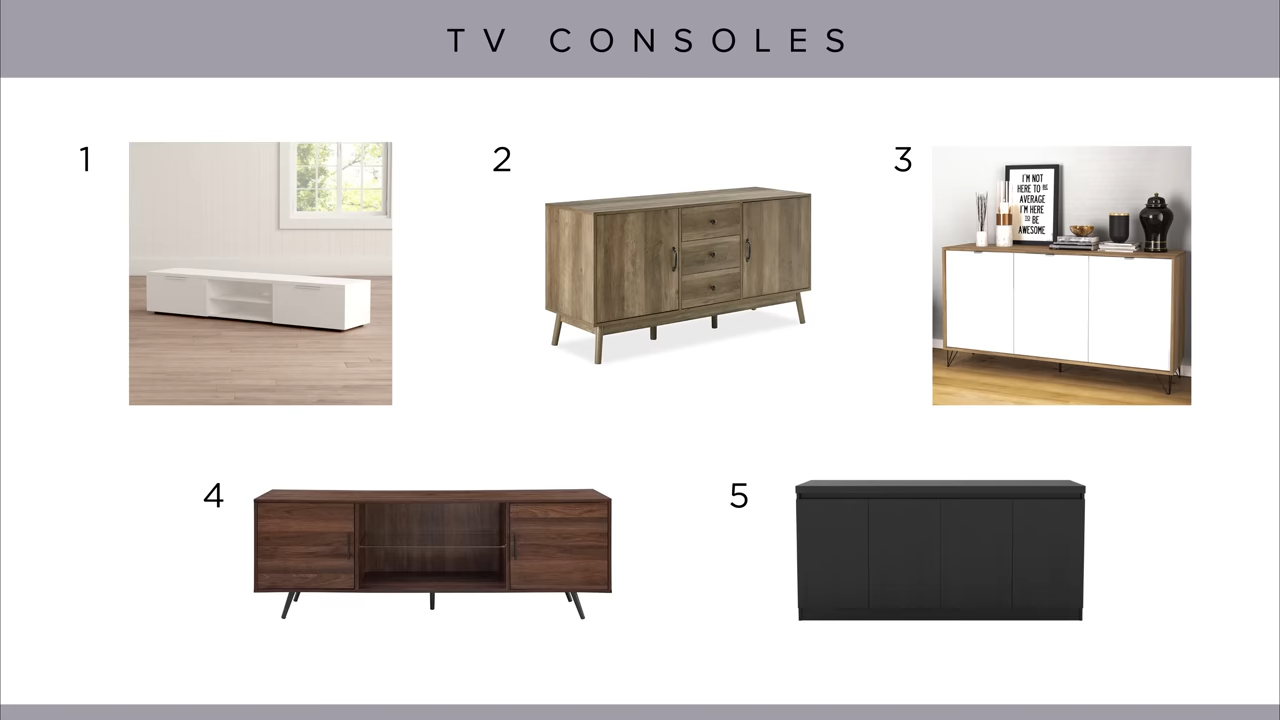 TV CONSOLES
1
2
3
I'M NOT
HERE TO BE
AVERAGE
I'M HERE
TO BE
AWESOME
4
5